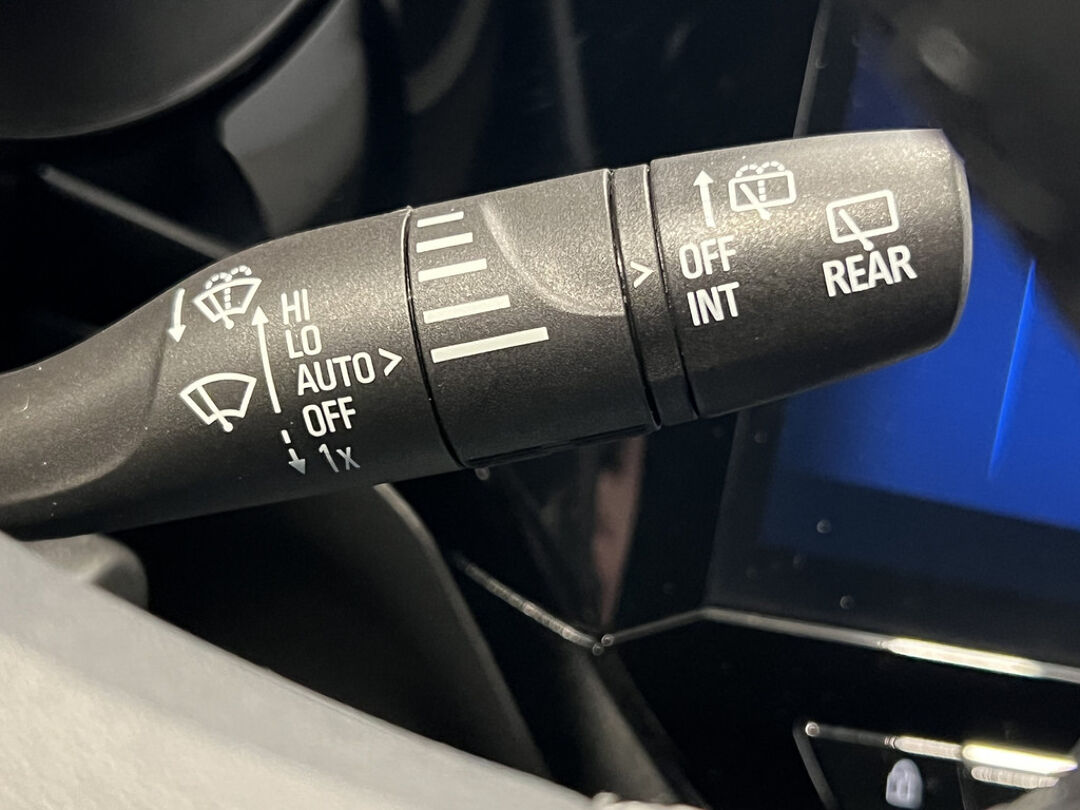 HI
LO
AUTO >
OFF
1x
>
OFF
INT
REAR